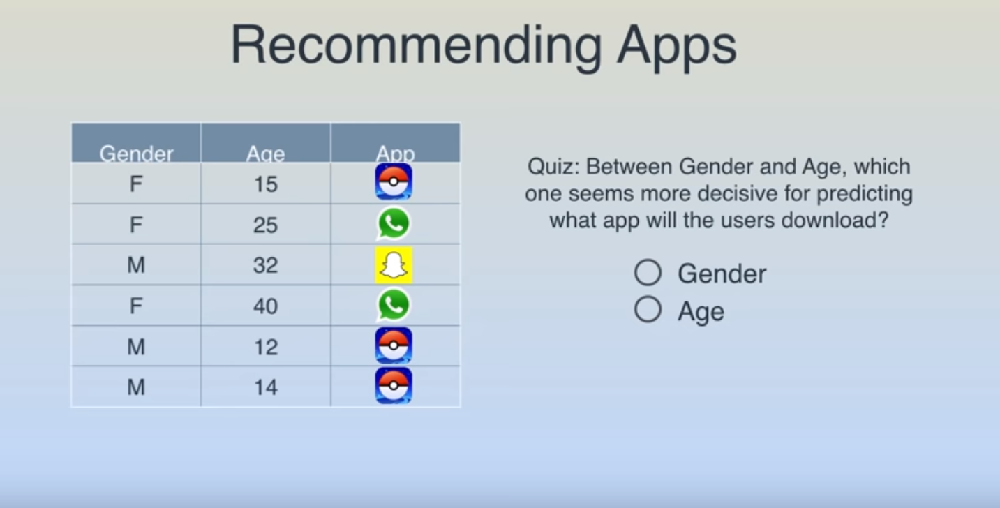 Recommending Apps
Gender Age App
F 15
F 25
M 32
F 40
M 12
M 14
Quiz: Between Gender and Age, which
one seems more decisive for predicting
what app will the users download?
Gender
Age